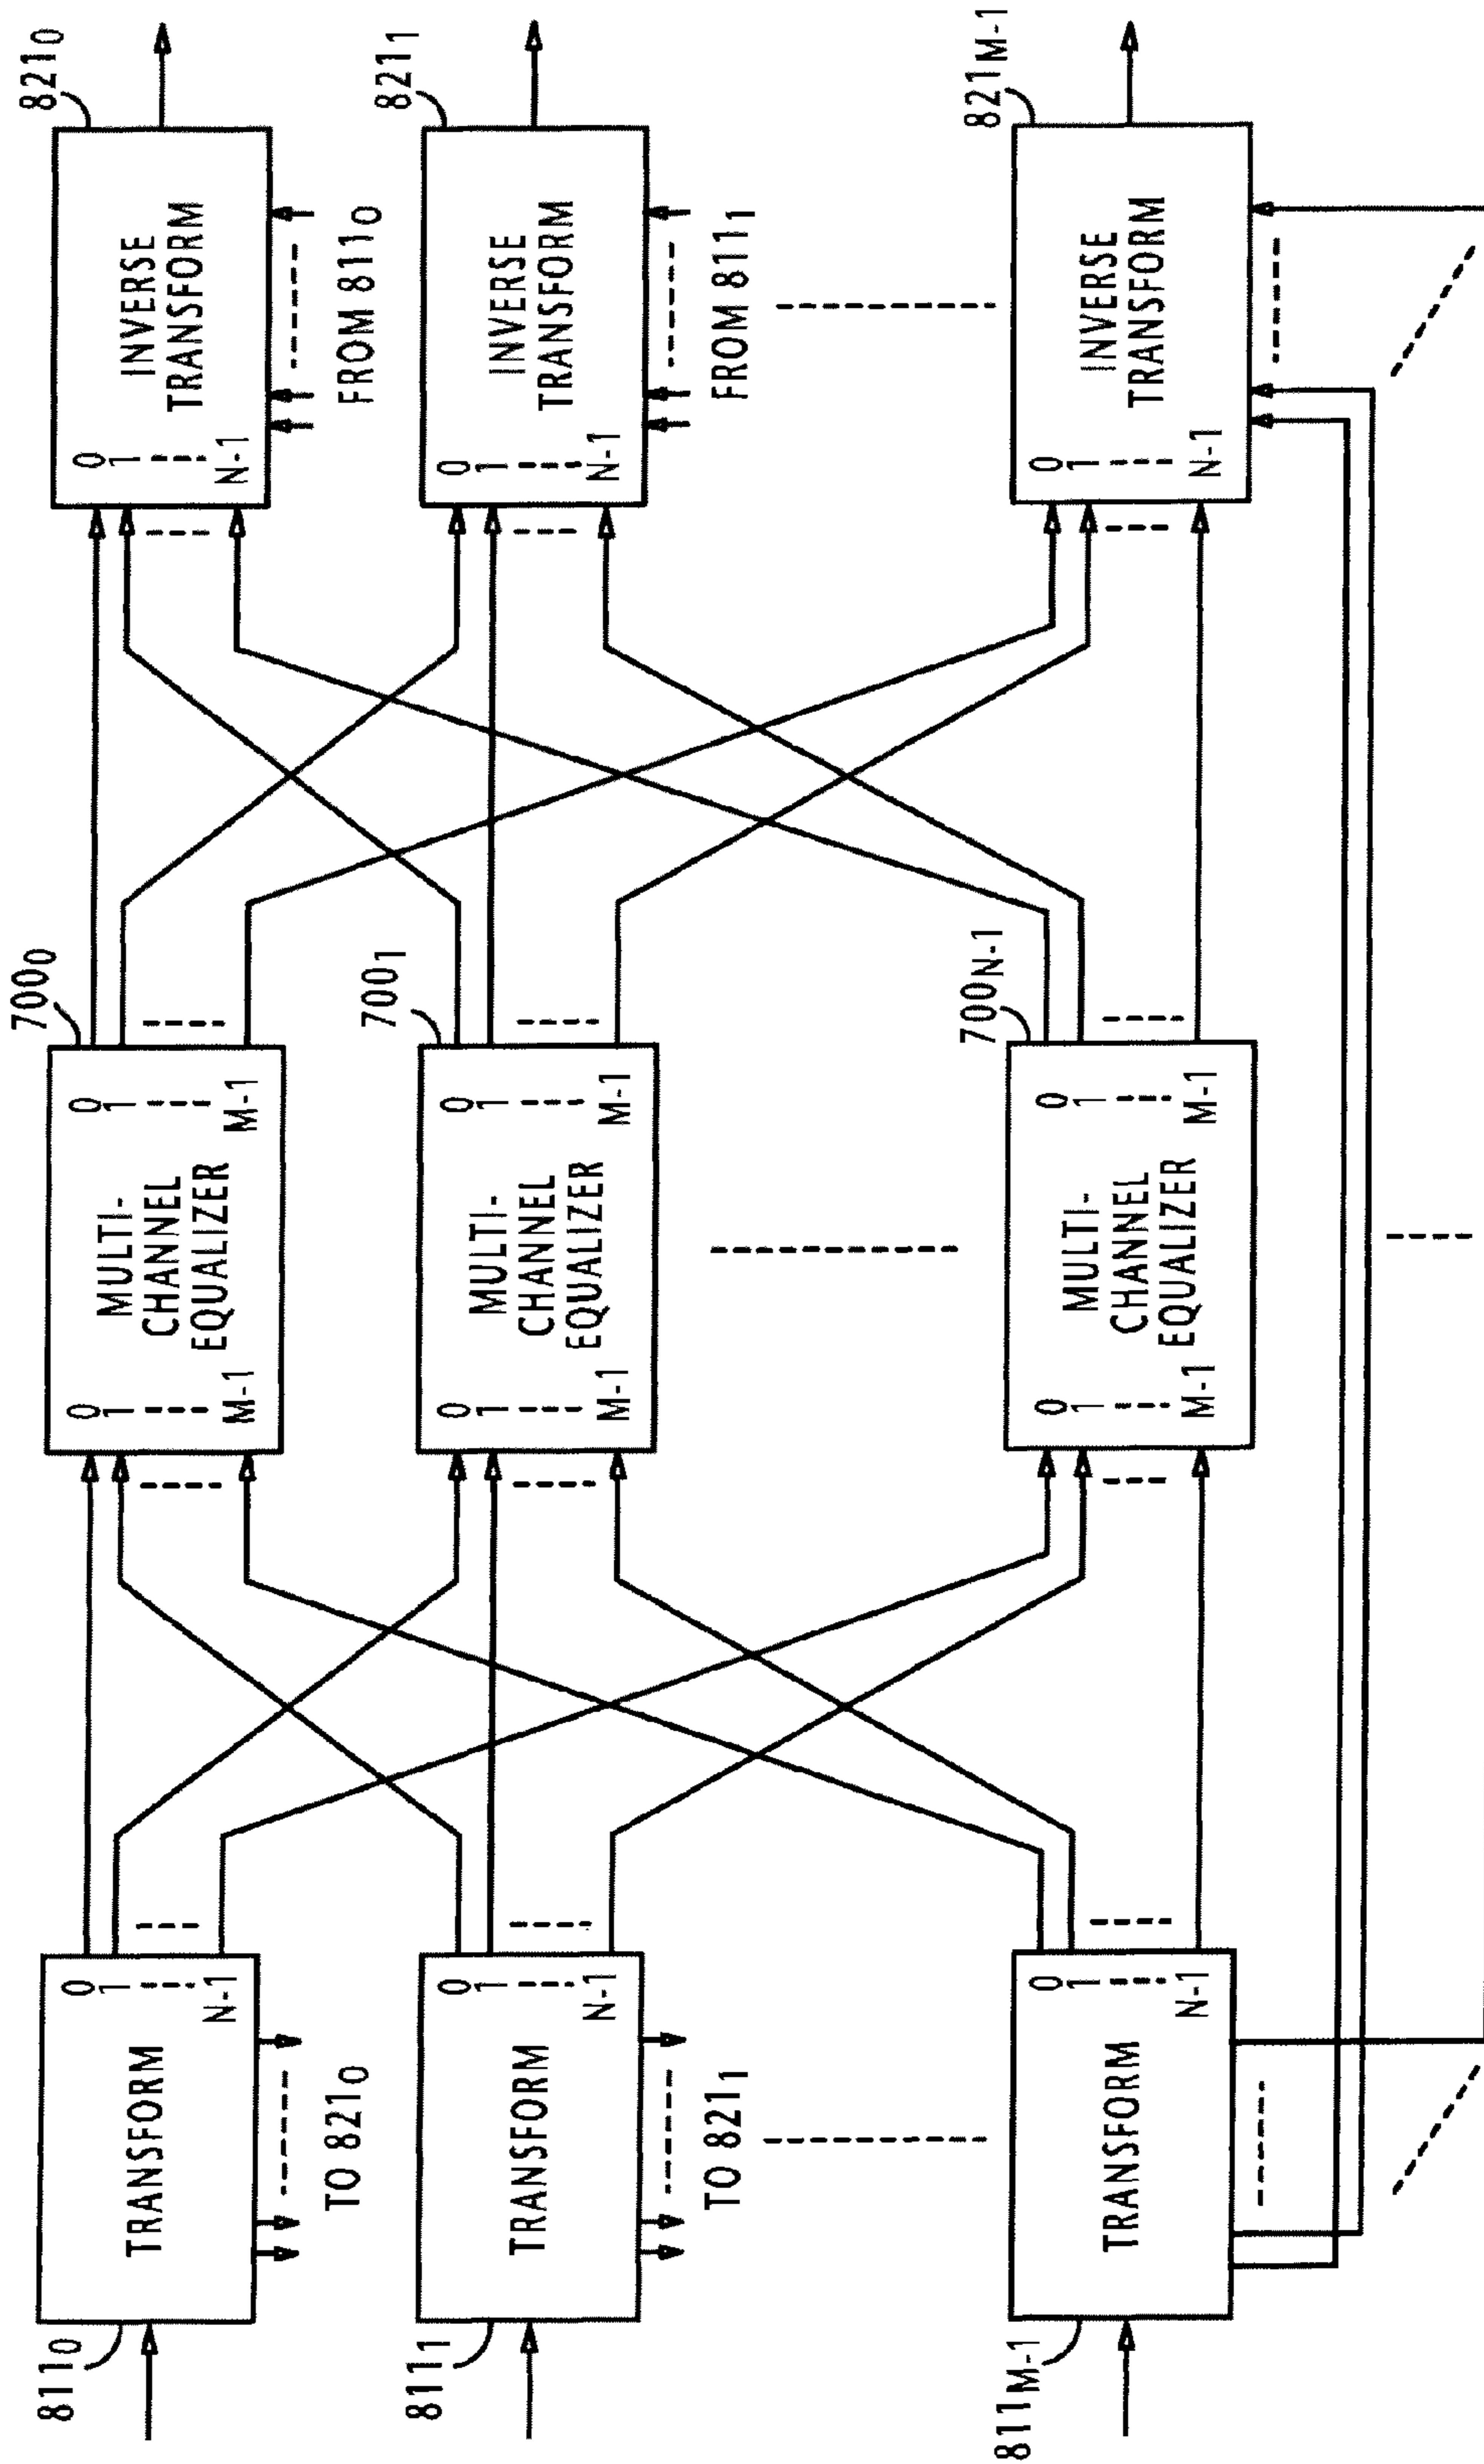 811₀
TRANSFORM
0
1
N-1
TO 821₀
700₀
0
1
M-1
MULTI-
CHANNEL
EQUALIZER
0
1
M-1
821₀
0
1
N-1
INVERSE
TRANSFORM
FROM 811₀
811₁
TRANSFORM
0
1
N-1
TO 821₁
700₁
0
1
M-1
MULTI-
CHANNEL
EQUALIZER
0
1
M-1
821₁
0
1
N-1
INVERSE
TRANSFORM
FROM 811₁
811M-1
TRANSFORM
0
1
N-1
700N-1
0
1
M-1
MULTI-
CHANNEL
EQUALIZER
0
1
M-1
821M-1
0
1
N-1
INVERSE
TRANSFORM